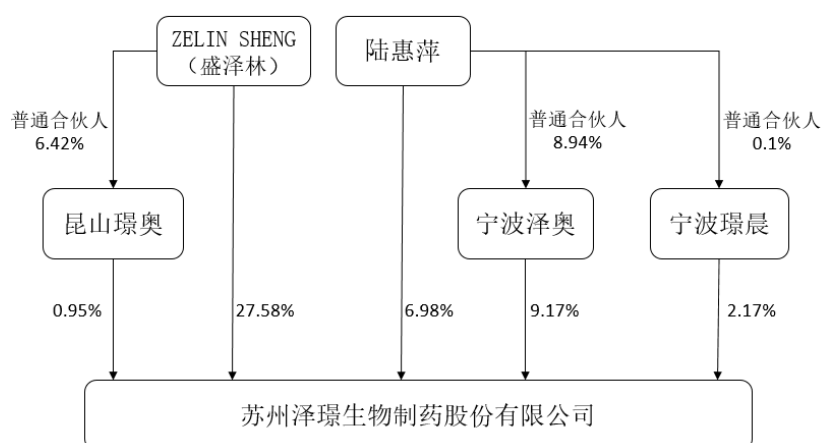 ZELIN SHENG
（盛泽林）
陆惠萍
普通合伙人
6.42%
普通合伙人
8.94%
普通合伙人
0.1%
昆山璟奥
宁波泽奥
宁波璟晨
0.95%
27.58%
6.98%
9.17%
2.17%
苏州泽璟生物制药股份有限公司